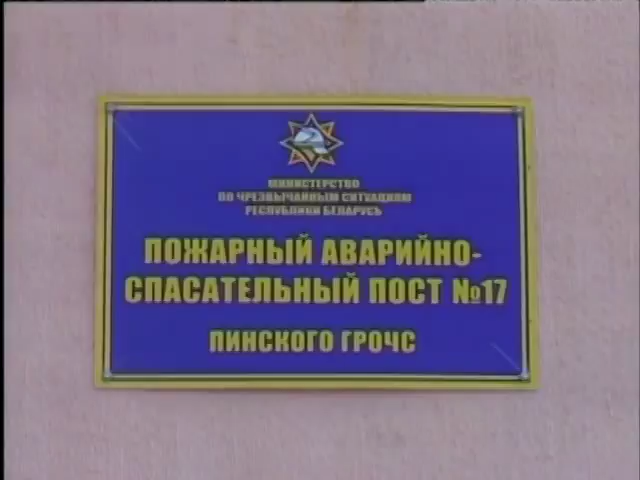 МИНИСТЕРСТВО
ПО ЧРЕЗВЫЧАЙНЫМ СИТУАЦИЯМ
РЕСПУБЛИКИ БЕЛАРУСЬ
ПОЖАРНЫЙ АВАРИЙНО-
СПАСАТЕЛЬНЫЙ ПОСТ №17
ПИНСКОГО ГРОЧС